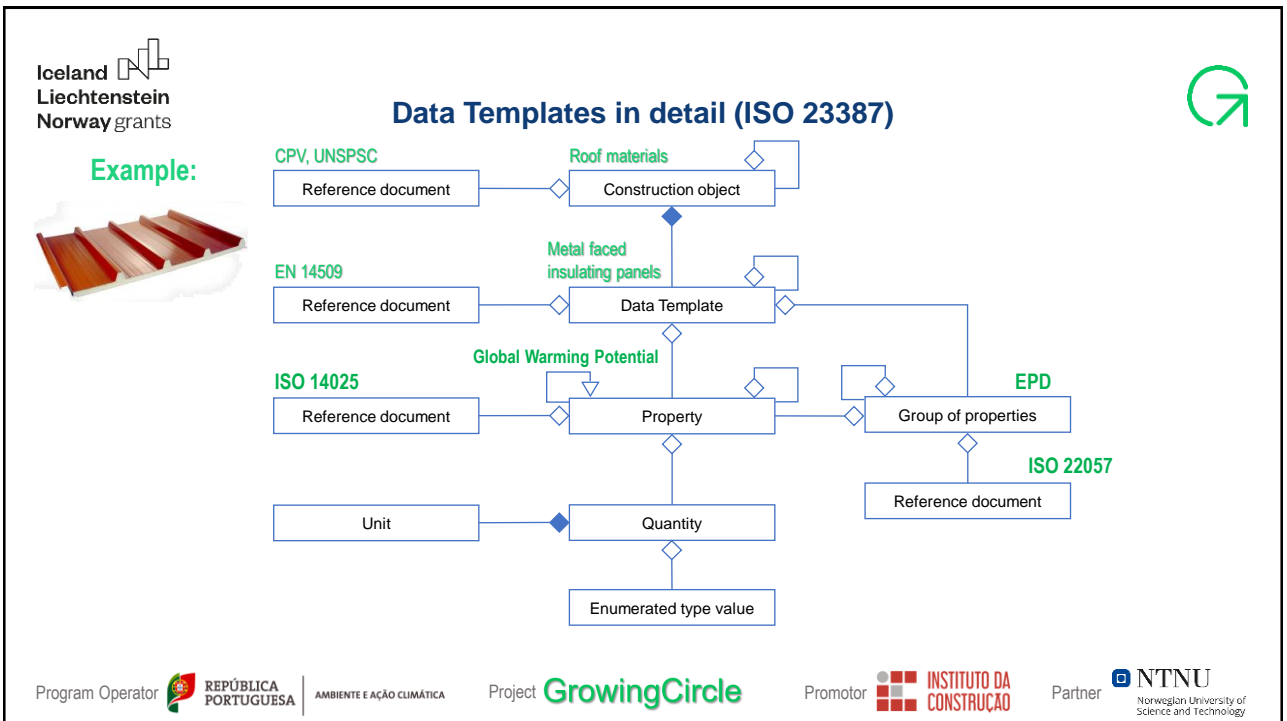 Iceland
Liechtenstein
Norway grants
Data Templates in detail (ISO 23387)
Example:
CPV, UNSPSC
Roof materials
Reference document
Construction object
EN 14509
Metal faced
insulating panels
Reference document
Data Template
Global Warming Potential
ISO 14025
EPD
Reference document
Property
Group of properties
ISO 22057
Reference document
Unit
Quantity
Enumerated type value
Program Operator
REPÚBLICA
PORTUGUESA
AMBIENTE E AÇÃO CLIMÁTICA
Project GrowingCircle
Promotor
INSTITUTO DA
CONSTRUÇÃO
Partner
NTNU
Norwegian University of
Science and Technology